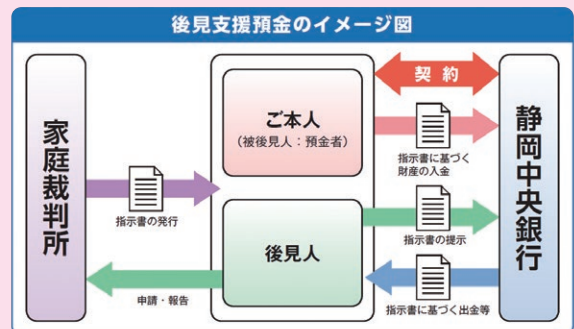 後見支援預金のイメージ図
家庭裁判所
指示書の発行
申請・報告
ご本人
（被後見人：預金者）
後見人
契約
指示書に基づく
財産の入金
指示書の提示
指示書に基づく出金等
静岡中央銀行